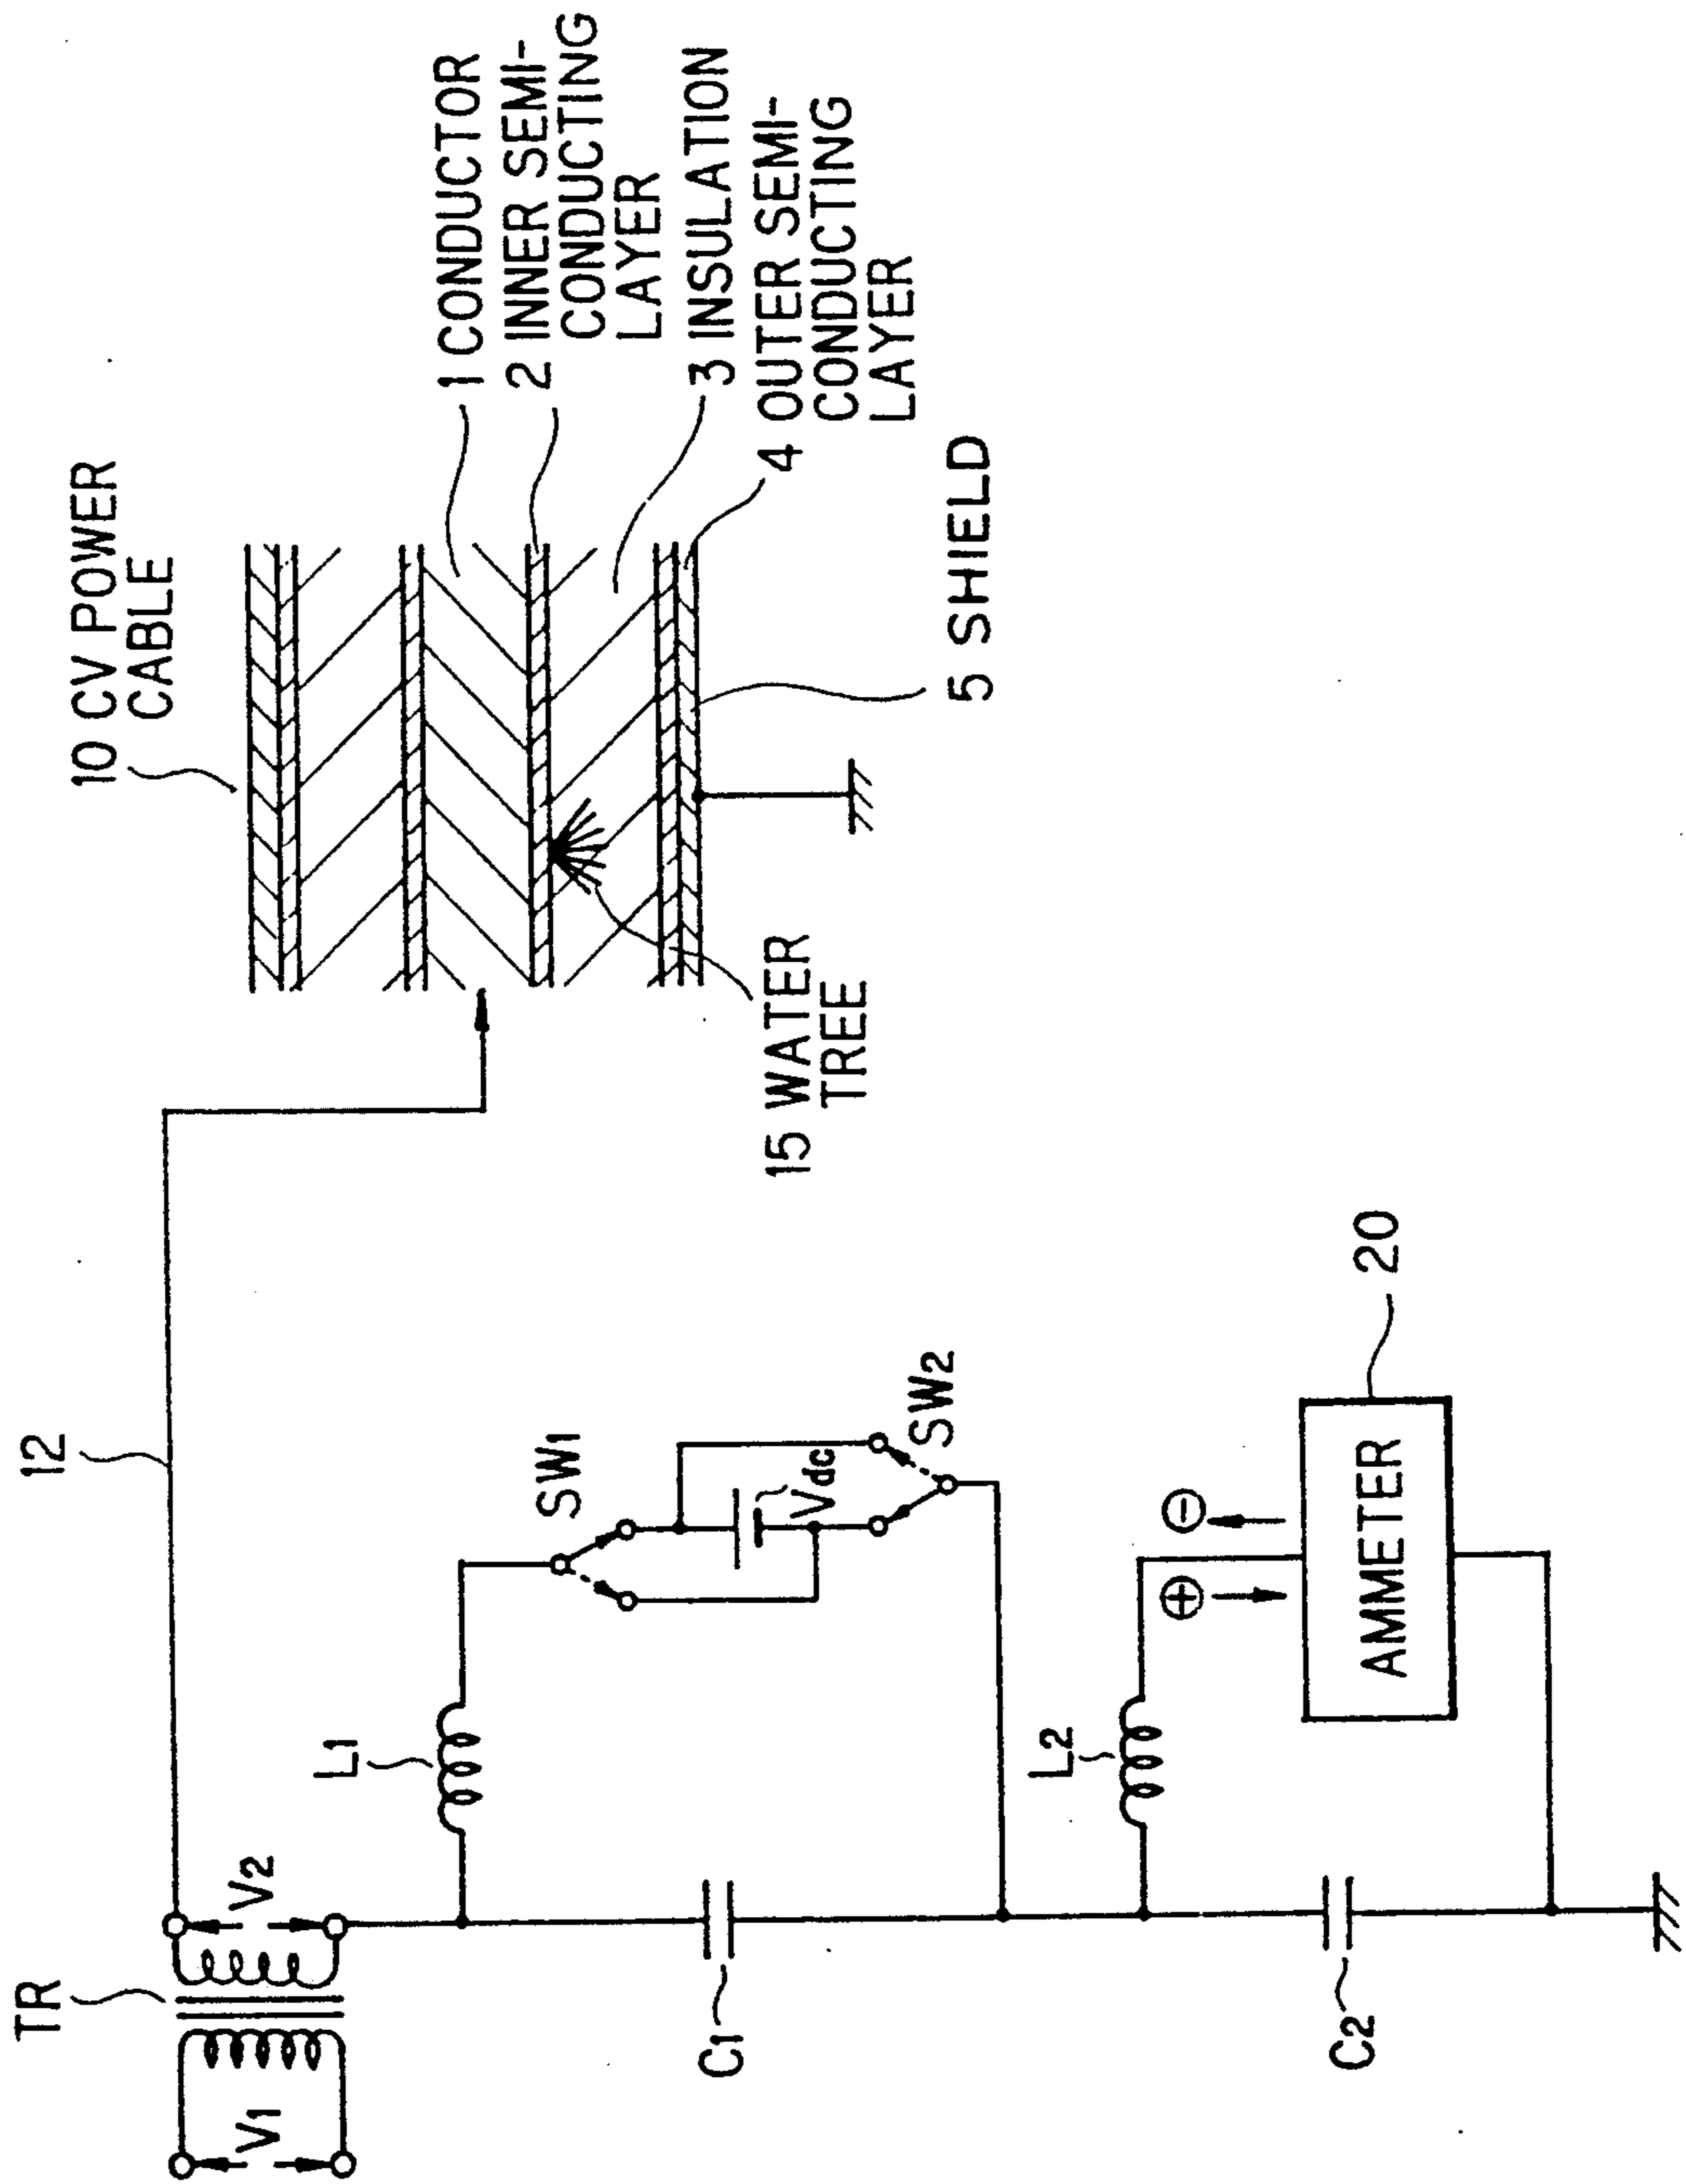 10 CV POWER
CABLE
1 CONDUCTOR
2 INNER SEMI-
CONDUCTING
LAYER
3 INSULATION
4 OUTER SEMI-
CONDUCTING
LAYER
5 SHIELD
15 WATER
TREE
12
TR
V1
V2
L1
SW1
Vdc
SW2
C1
L2
⊕
⊖
AMMETER
20
C2